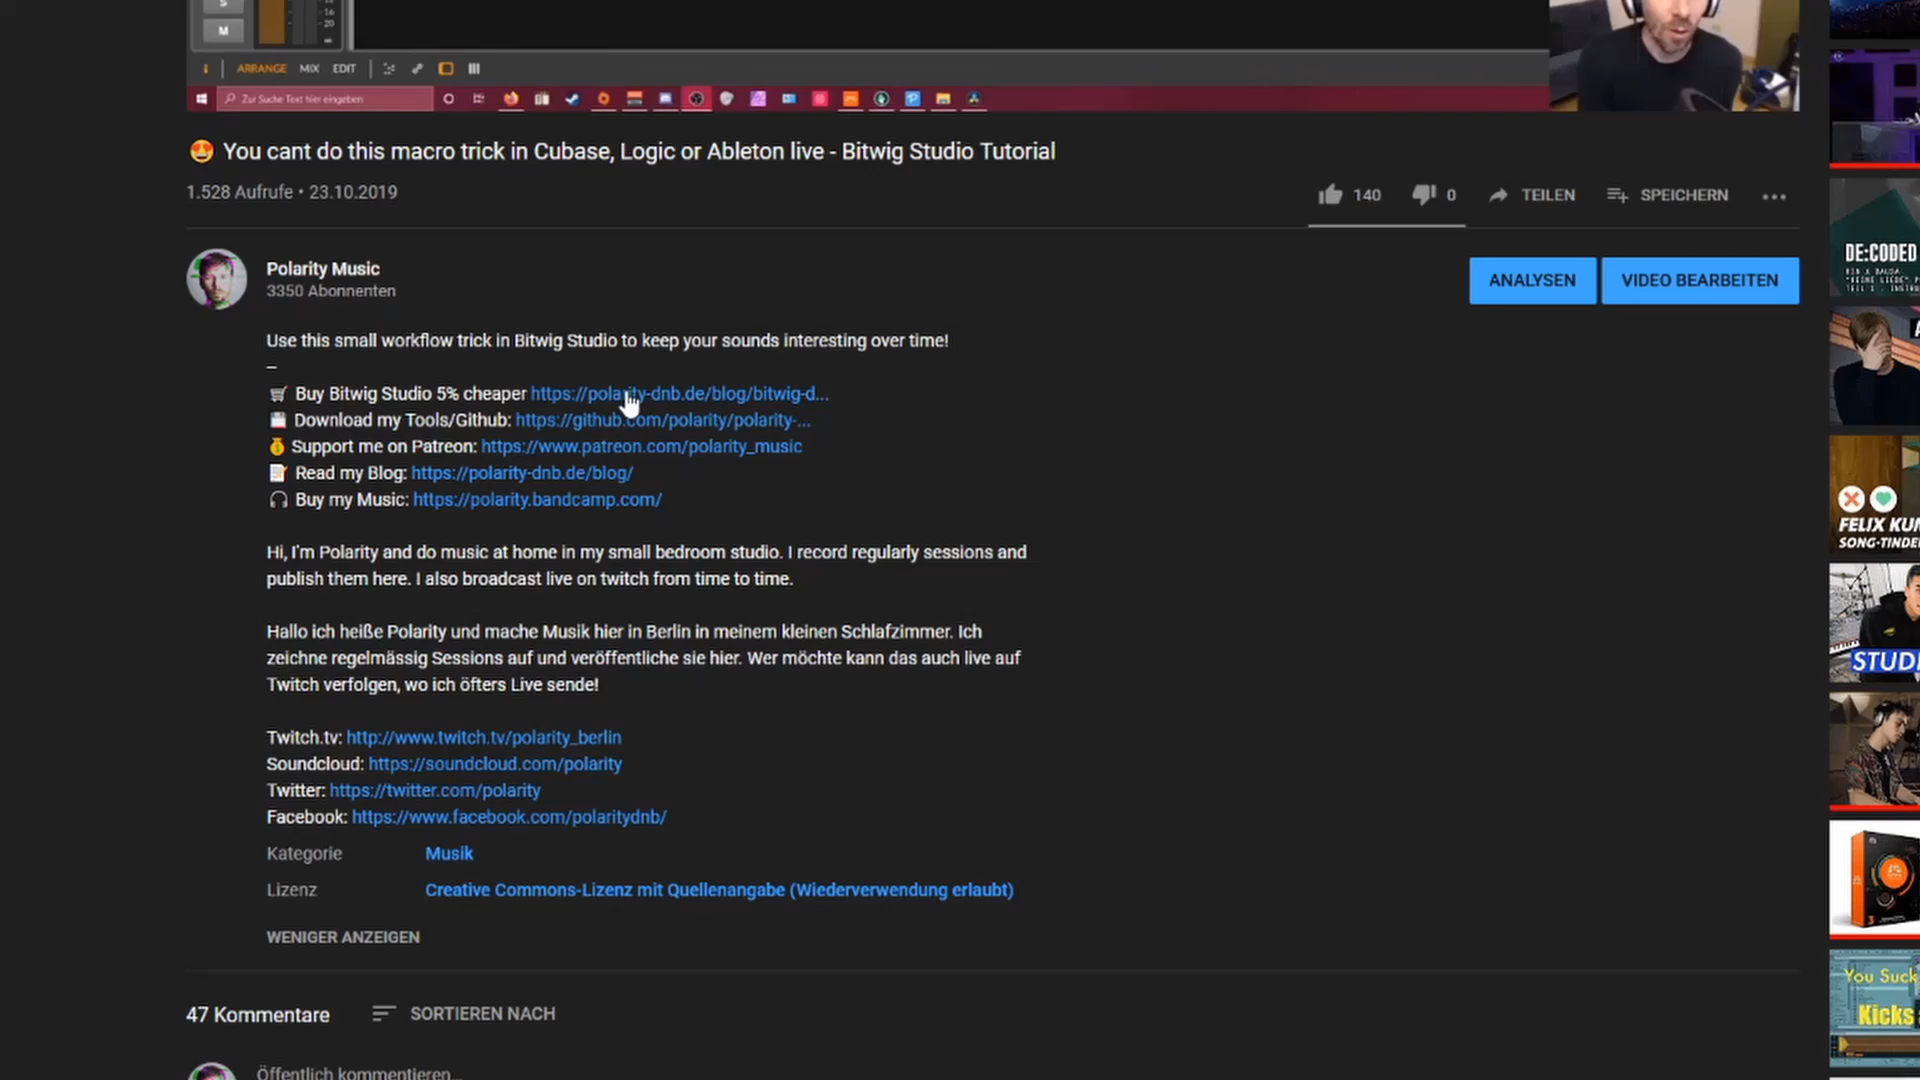 S
M
-16
-20
ARRANGE MIX EDIT
Zur Suche Text hier eingeben
You cant do this macro trick in Cubase, Logic or Ableton live - Bitwig Studio Tutorial
1.528 Aufrufe • 23.10.2019
140 0 TEILEN SPEICHERN
Polarity Music
3350 Abonnenten
ANALYSEN VIDEO BEARBEITEN
Use this small workflow trick in Bitwig Studio to keep your sounds interesting over time!
–
Buy Bitwig Studio 5% cheaper https://polarity-dnb.de/blog/bitwig-d...
Download my Tools/Github: https://github.com/polarity/polarity-...
Support me on Patreon: https://www.patreon.com/polarity_music
Read my Blog: https://polarity-dnb.de/blog/
Buy my Music: https://polarity.bandcamp.com/
Hi, I'm Polarity and do music at home in my small bedroom studio. I record regularly sessions and
publish them here. I also broadcast live on twitch from time to time.
Hallo ich heiße Polarity und mache Musik hier in Berlin in meinem kleinen Schlafzimmer. Ich
zeichne regelmässig Sessions auf und veröffentliche sie hier. Wer möchte kann das auch live auf
Twitch verfolgen, wo ich öfters Live sende!
Twitch.tv: http://www.twitch.tv/polarity_berlin
Soundcloud: https://soundcloud.com/polarity
Twitter: https://twitter.com/polarity
Facebook: https://www.facebook.com/polaritydnb/
Kategorie Musik
Lizenz Creative Commons-Lizenz mit Quellenangabe (Wiederverwendung erlaubt)
WENIGER ANZEIGEN
47 Kommentare SORTIEREN NACH
Öffentlich kommentieren...
DE:CODED
FELIX KUN
SONG-TINDE
STUDI
You Suck
Kicks